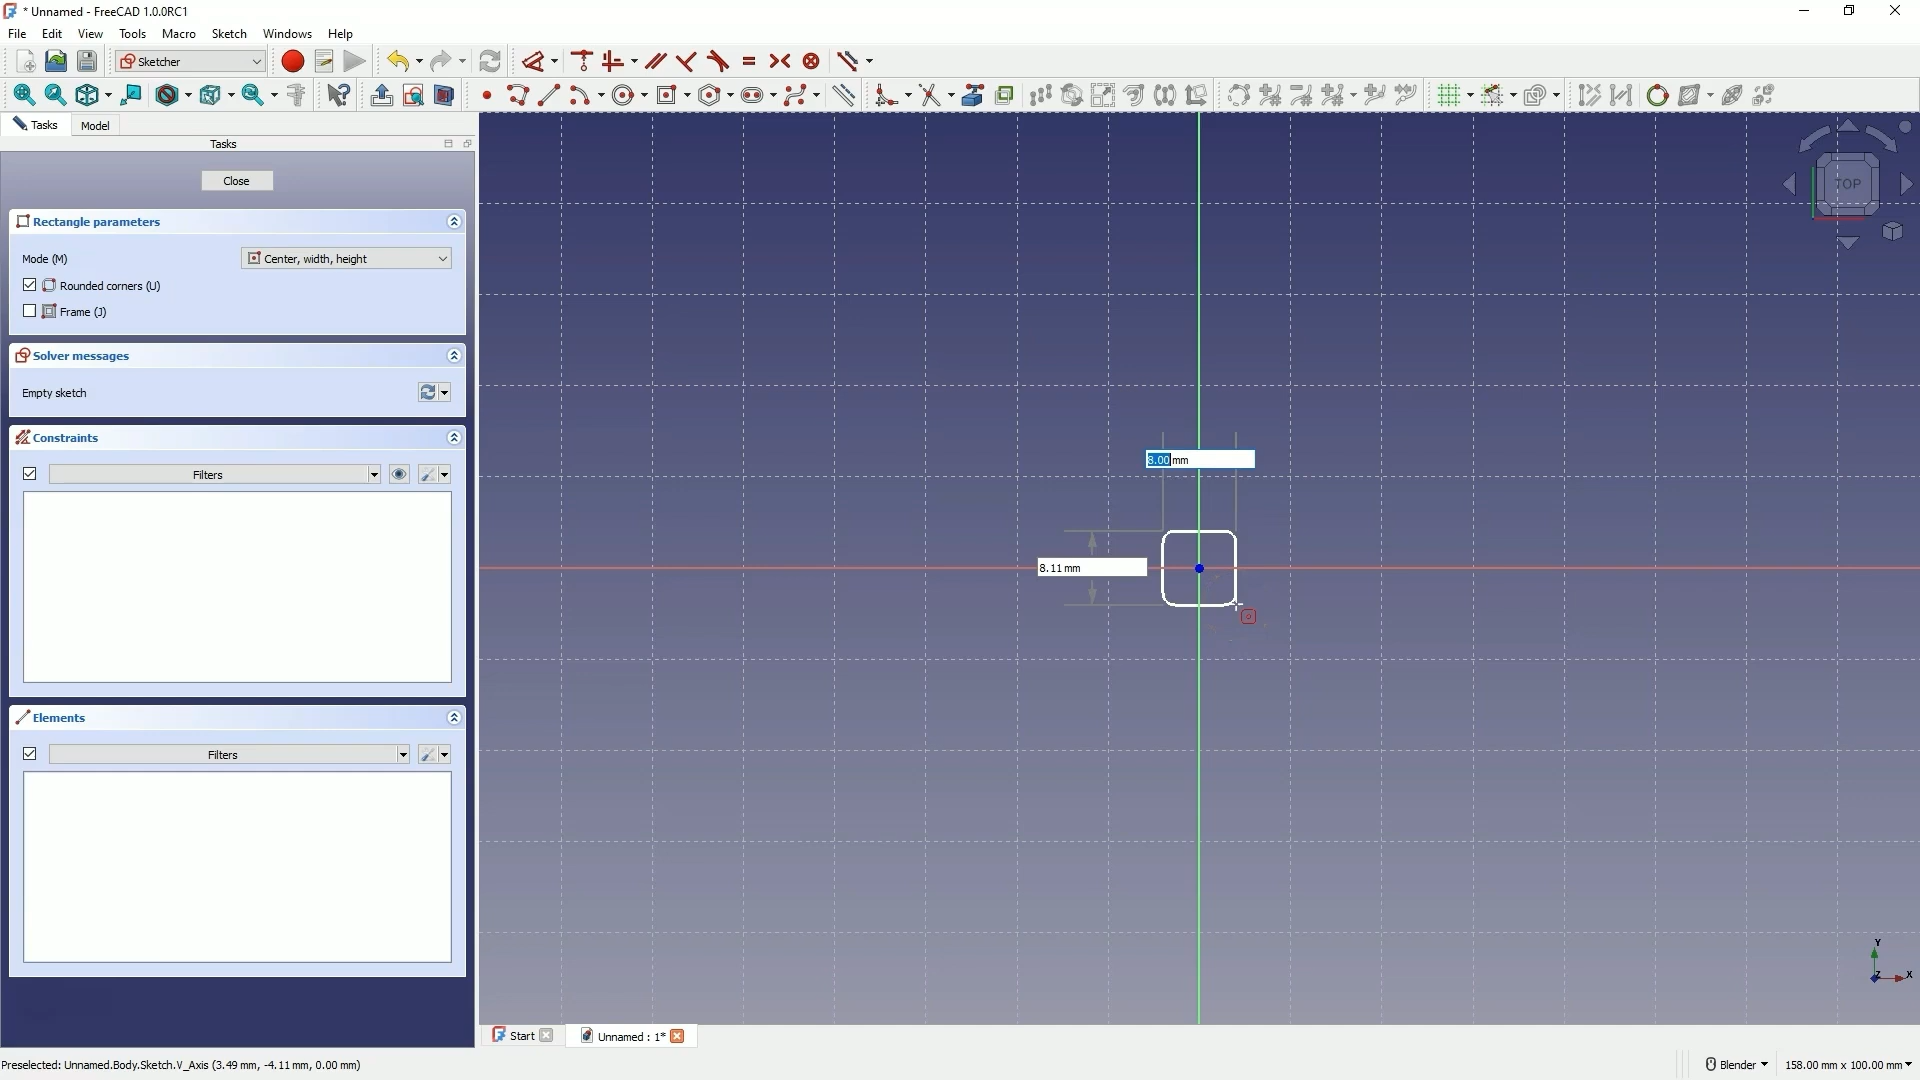 * Unnamed - FreeCAD 1.0.0RC1
File Edit View Tools Macro Sketch Windows Help
Sketcher
Tasks Model
Tasks
Close
Rectangle parameters
Mode (M) Center, width, height
Rounded corners (U)
Frame (J)
Solver messages
Empty sketch
Constraints
Filters
Elements
Filters
TOP
8.00 mm
8.11 mm
Y
Z X
Start Unnamed : 1*
Preselected: Unnamed.Body.Sketch.V_Axis (3.49 mm, -4.11 mm, 0.00 mm) Blender 158.00 mm x 100.00 mm